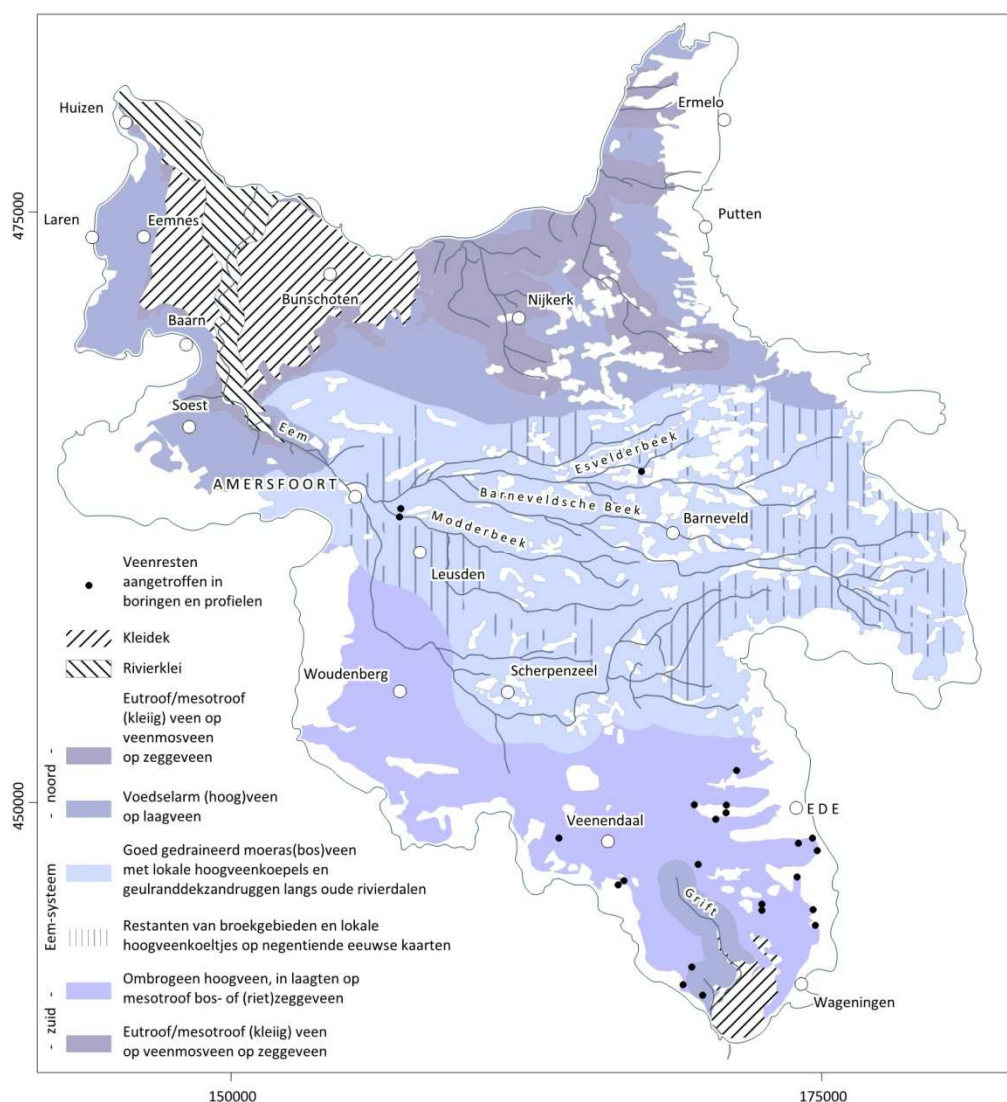 Huizen
Ermelo
475000
Laren
Eemnes
Putten
Bunschoten
Nijkerk
Baarn
Soest
Eem
Esvelderbeek
AMERSFOORT
Barneveldsche Beek
Barneveld
Modderbeek
Leusden
Woudenberg
Scherpenzeel
450000
EDE
Veenendaal
Grift
Wageningen
Veenresten
aangetroffen in
boringen en profielen
Kleidek
Rivierklei
Eutroof/mesotroof
(kleiig) veen op
veenmosveen
op zeggeveen
- noord -
Voedselarm (hoog)veen
op laagveen
Eem-systeem
Goed gedraineerd moeras(bos)veen
met lokale hoogveenkoepels en
geulranddekzandruggen langs oude rivierdalen
Restanten van broekgebieden en lokale
hoogveenkoeltjes op negentiende eeuwse kaarten
- zuid -
Ombrogeen hoogveen, in laagten op
mesotroof bos- of (riet)zeggeveen
Eutroof/mesotroof (kleiig) veen
op veenmosveen op zeggeveen
150000
175000